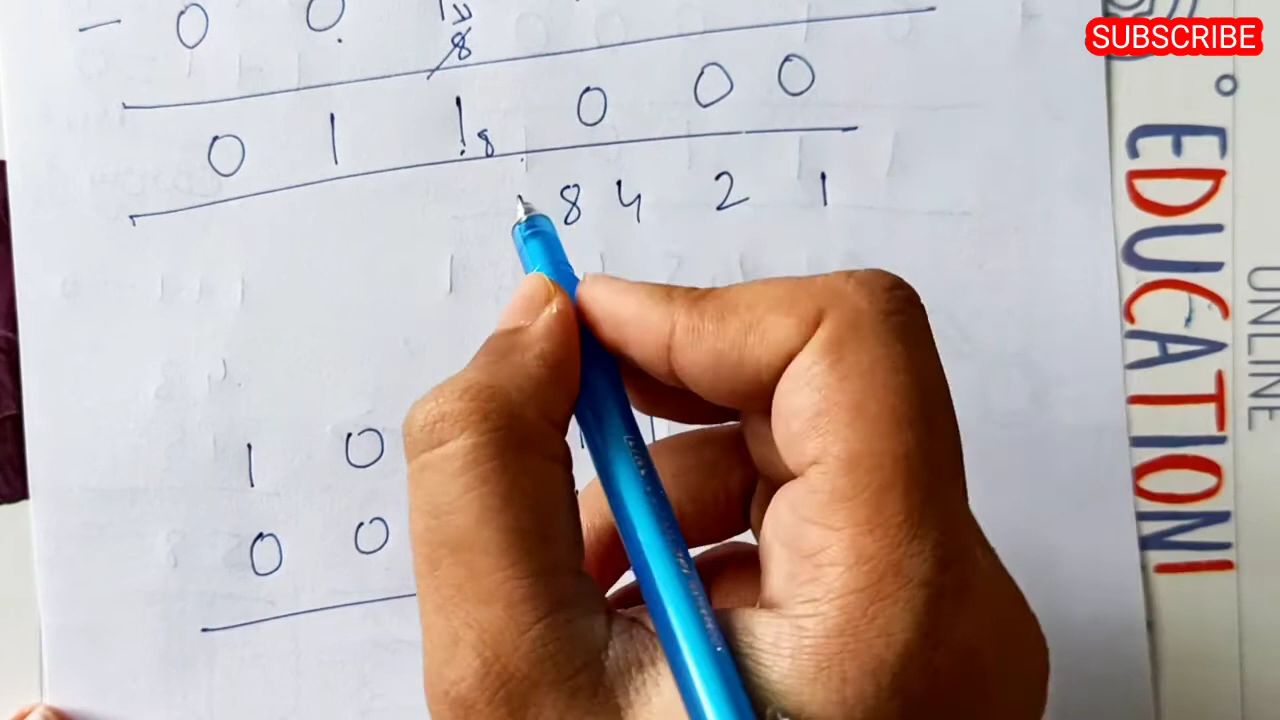 SUBSCRIBE
- 0 0.
8
0 1 1 8 0 0 0
8 4 2 1
1 0
0 0
EDUCATION
ONLINE